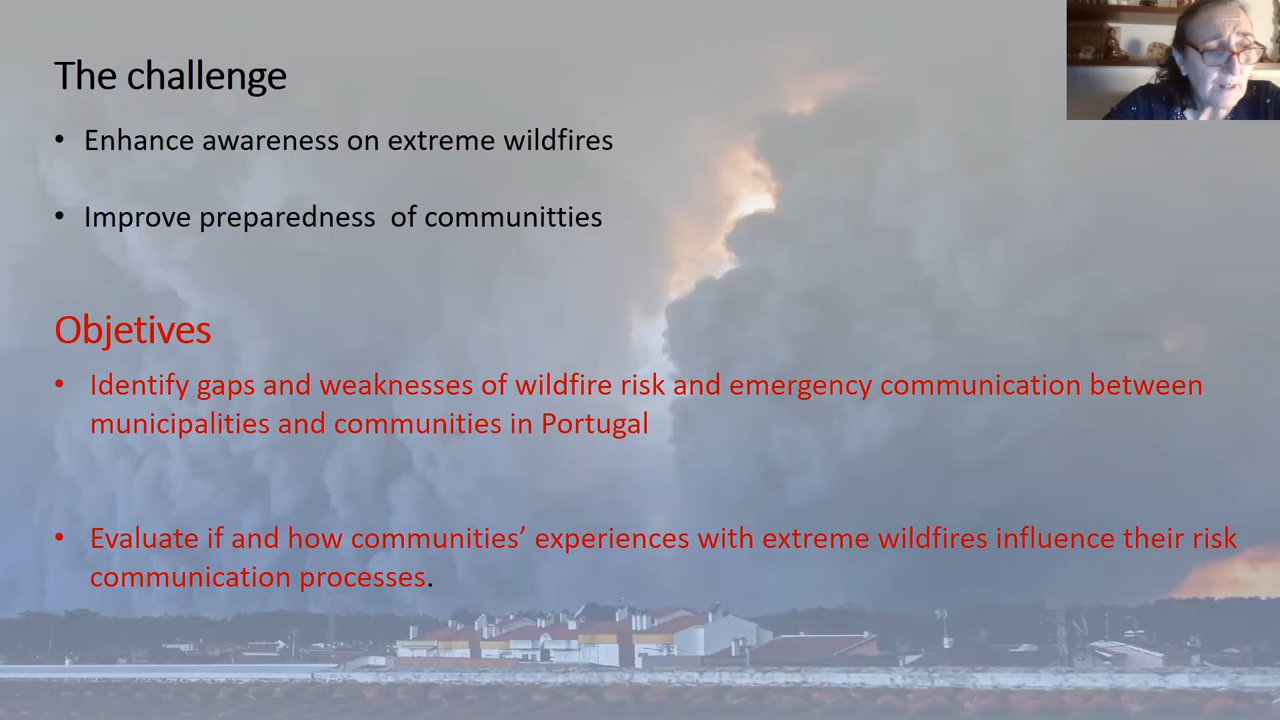 The challenge
• Enhance awareness on extreme wildfires
• Improve preparedness  of communitties
Objetives
• Identify gaps and weaknesses of wildfire risk and emergency communication between
municipalities and communities in Portugal
• Evaluate if and how communities’ experiences with extreme wildfires influence their risk
communication processes.